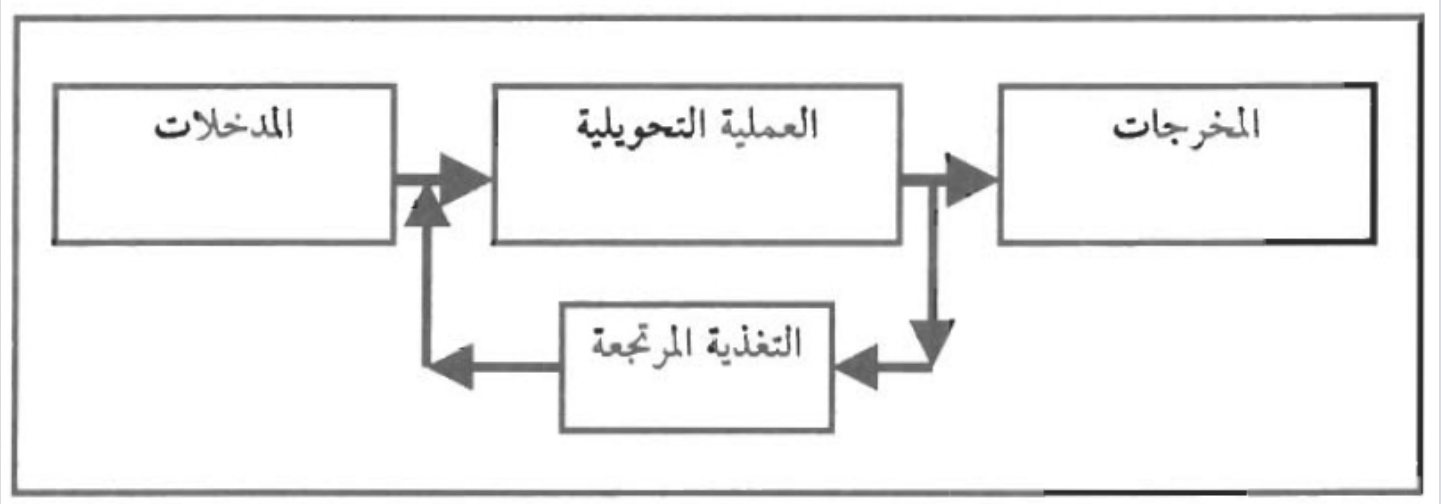 المدخلات
العملية التحويلية
المخرجات
التغذية المرتجعة